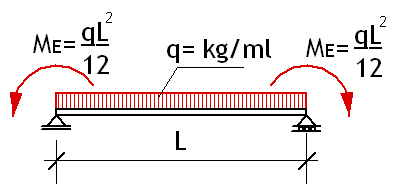 ME= qL²/12
q= kg/ml
ME= qL²/12
L